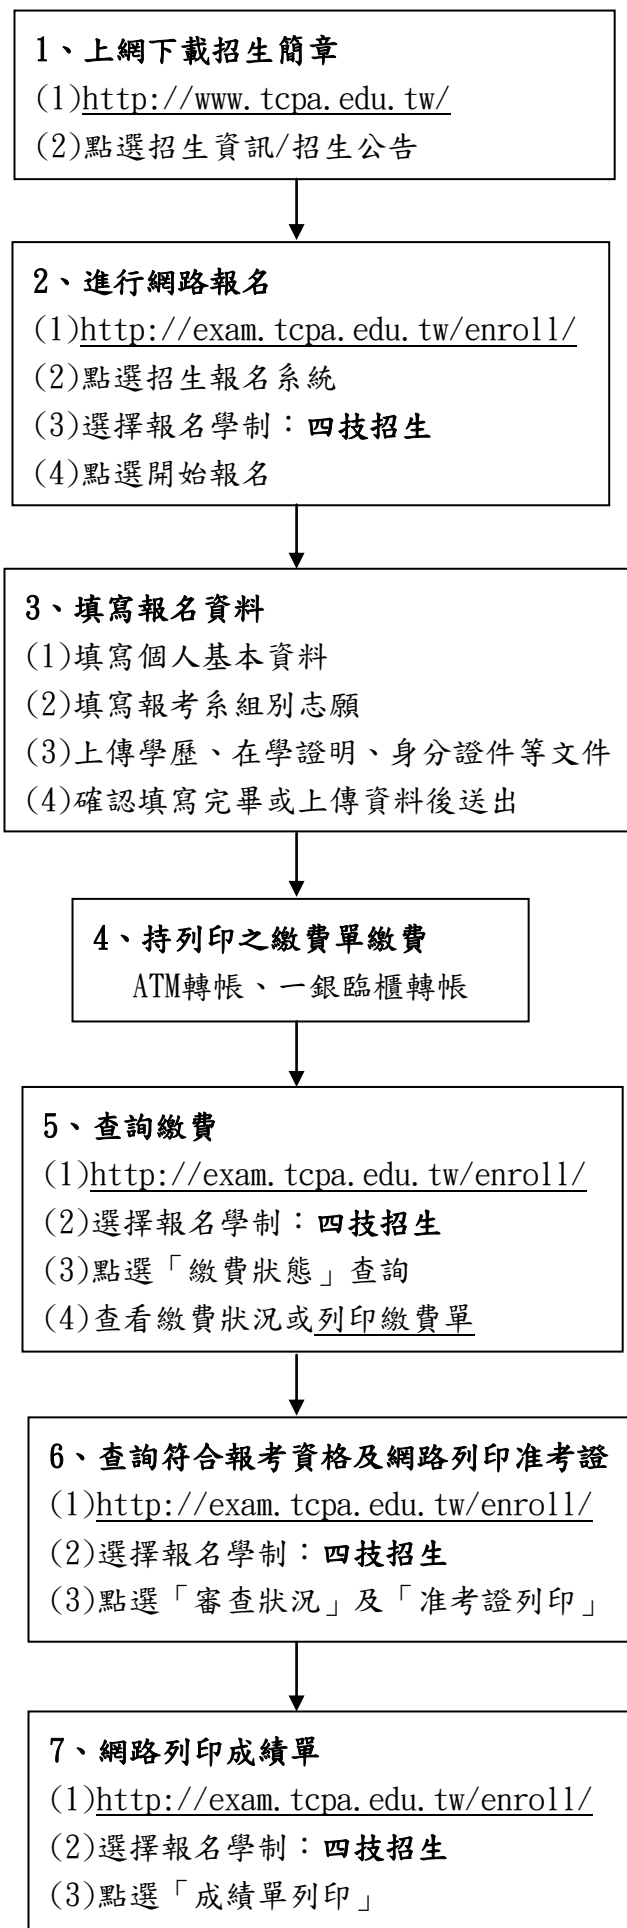 1、上網下載招生簡章
(1)http://www.tcpa.edu.tw/
(2)點選招生資訊/招生公告
2、進行網路報名
(1)http://exam.tcpa.edu.tw/enroll/
(2)點選招生報名系統
(3)選擇報名學制：四技招生
(4)點選開始報名
3、填寫報名資料
(1)填寫個人基本資料
(2)填寫報考系組別志願
(3)上傳學歷、在學證明、身分證件等文件
(4)確認填寫完畢或上傳資料後送出
4、持列印之繳費單繳費
ATM轉帳、一銀臨櫃轉帳
5、查詢繳費
(1)http://exam.tcpa.edu.tw/enroll/
(2)選擇報名學制：四技招生
(3)點選「繳費狀態」查詢
(4)查看繳費狀況或列印繳費單
6、查詢符合報考資格及網路列印准考證
(1)http://exam.tcpa.edu.tw/enroll/
(2)選擇報名學制：四技招生
(3)點選「審查狀況」及「准考證列印」
7、網路列印成績單
(1)http://exam.tcpa.edu.tw/enroll/
(2)選擇報名學制：四技招生
(3)點選「成績單列印」